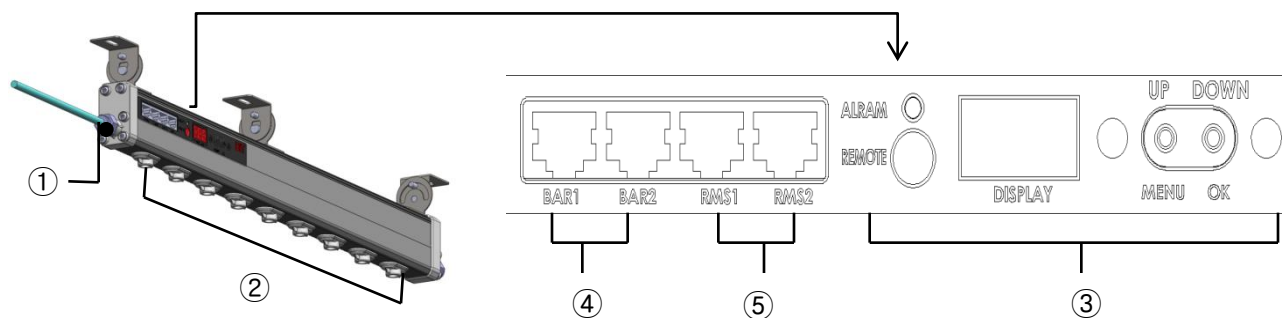 UP DOWN
ALRAM
REMOTE
BAR1 BAR2 RMS1 RMS2
DISPLAY
MENU OK
①
②
④
⑤
③